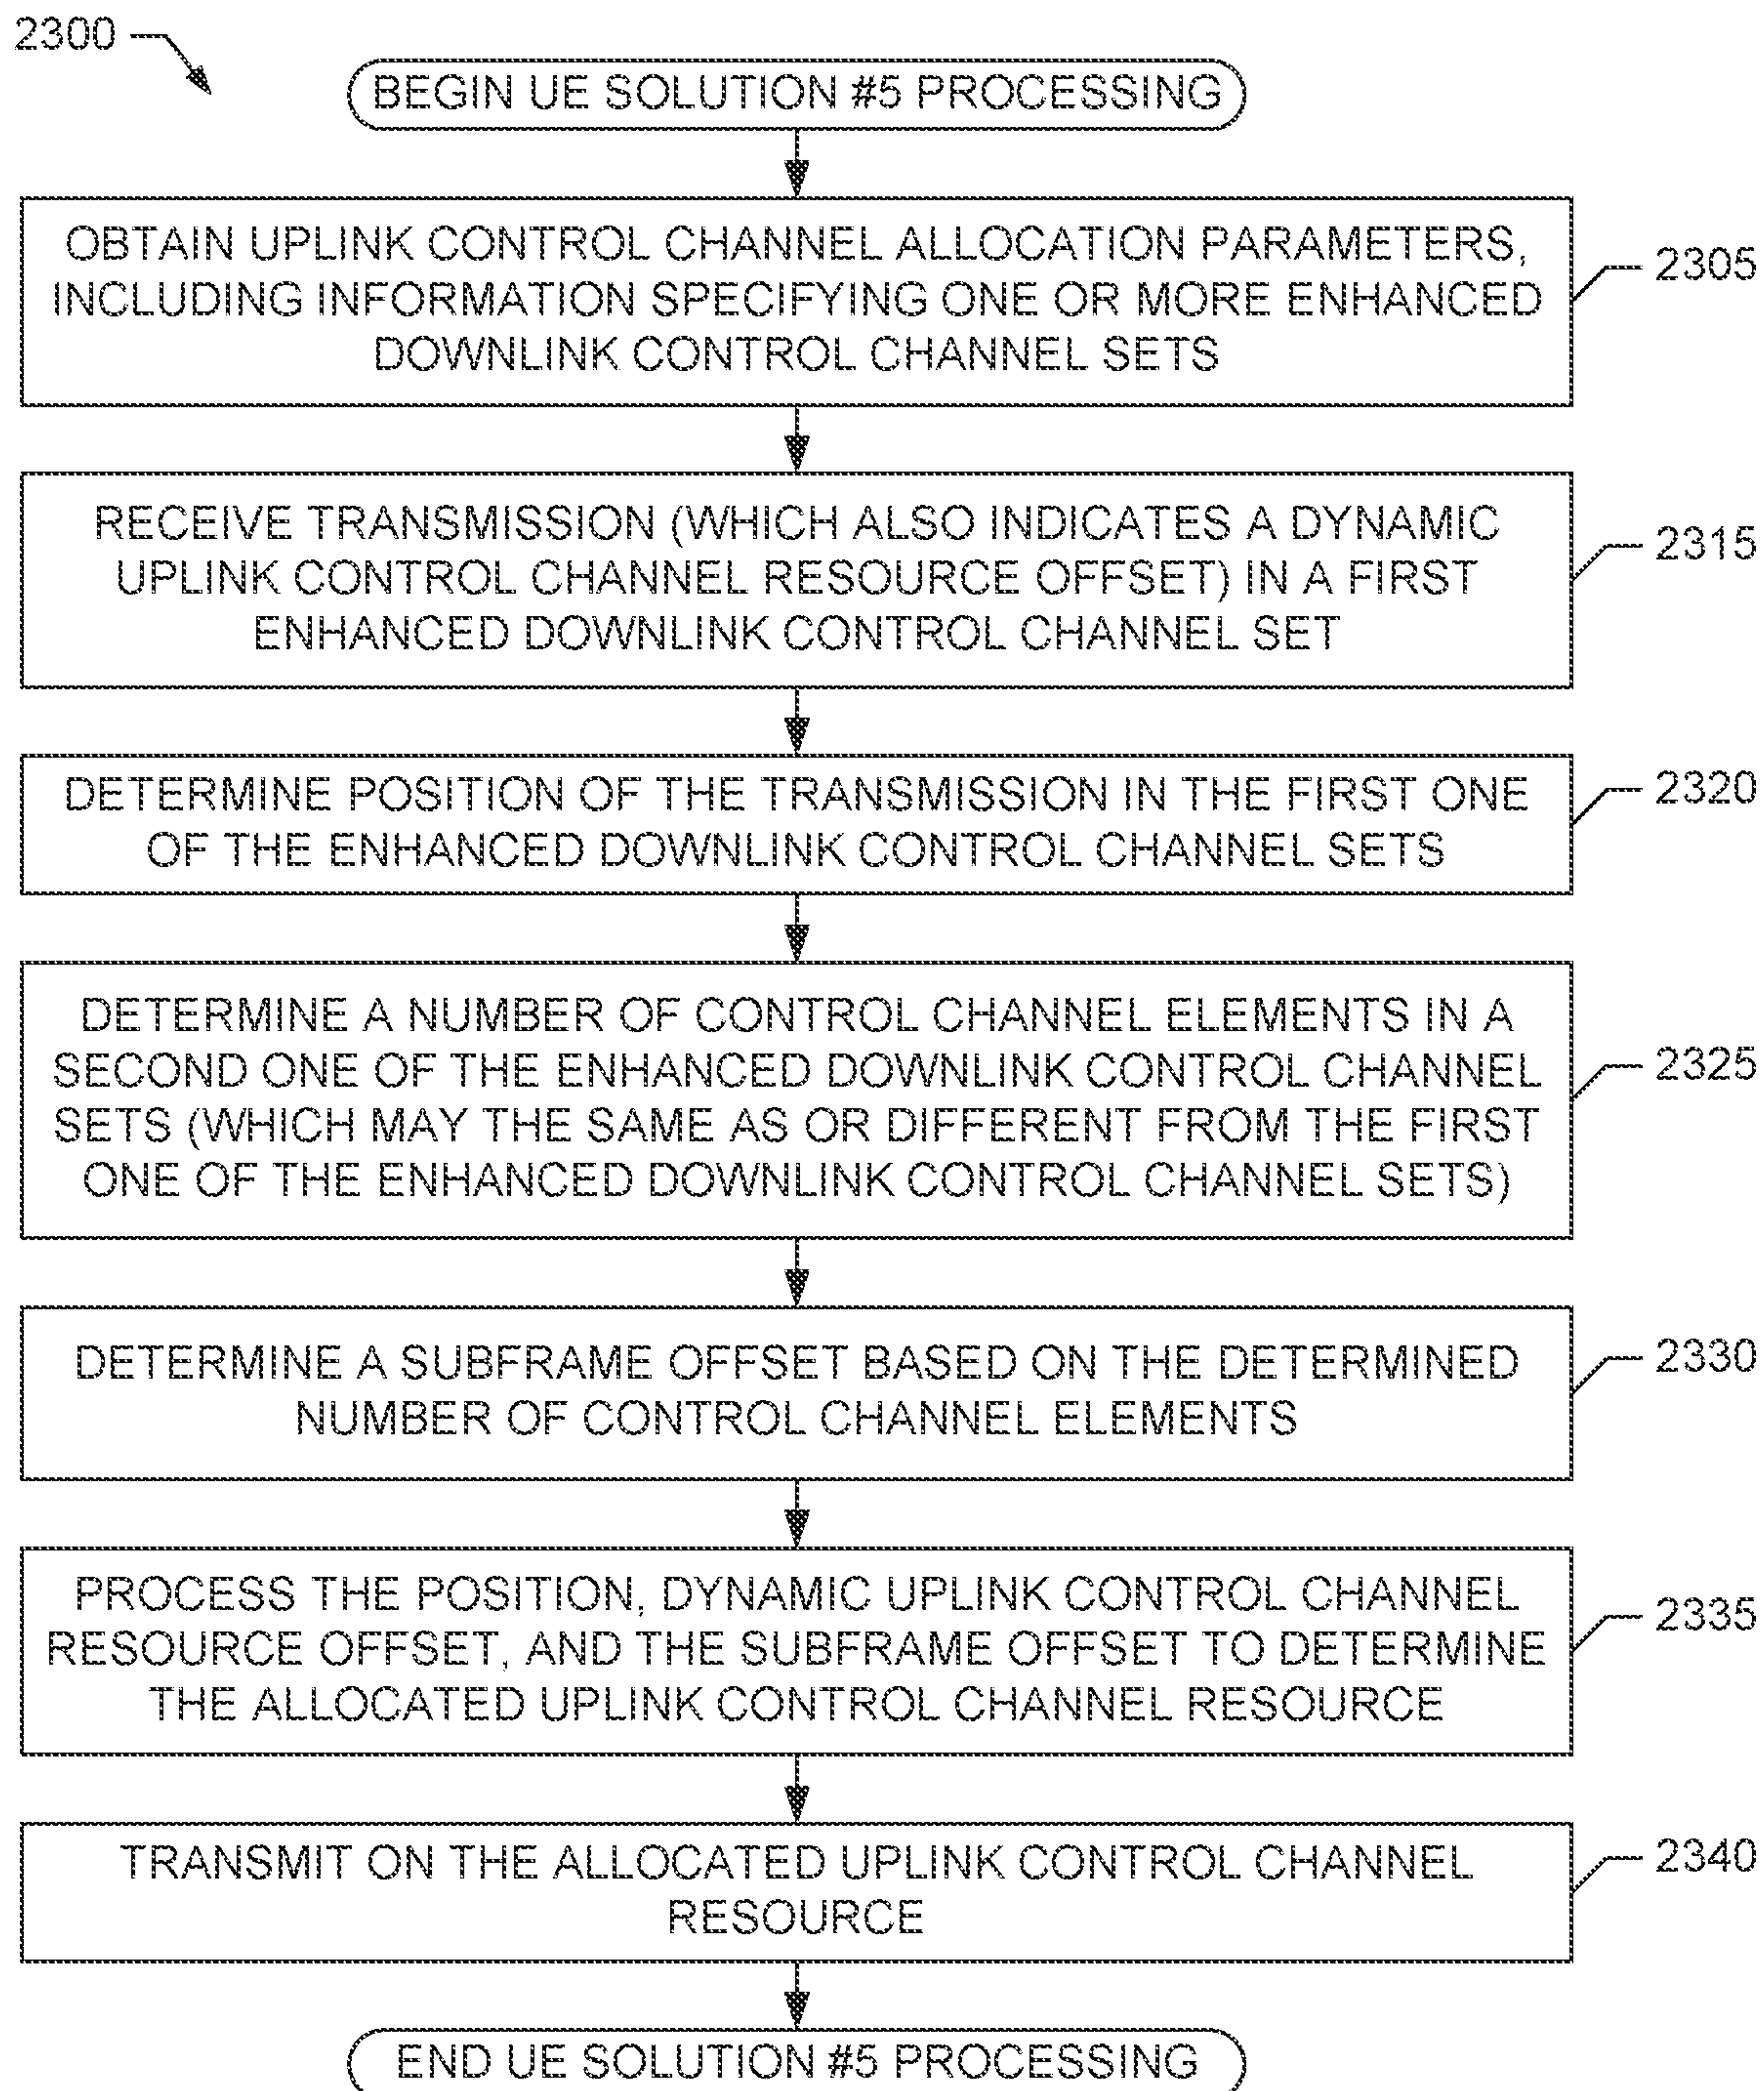 2300
BEGIN UE SOLUTION #5 PROCESSING
OBTAIN UPLINK CONTROL CHANNEL ALLOCATION PARAMETERS,
INCLUDING INFORMATION SPECIFYING ONE OR MORE ENHANCED
DOWNLINK CONTROL CHANNEL SETS
2305
RECEIVE TRANSMISSION (WHICH ALSO INDICATES A DYNAMIC
UPLINK CONTROL CHANNEL RESOURCE OFFSET) IN A FIRST
ENHANCED DOWNLINK CONTROL CHANNEL SET
2315
DETERMINE POSITION OF THE TRANSMISSION IN THE FIRST ONE
OF THE ENHANCED DOWNLINK CONTROL CHANNEL SETS
2320
DETERMINE A NUMBER OF CONTROL CHANNEL ELEMENTS IN A
SECOND ONE OF THE ENHANCED DOWNLINK CONTROL CHANNEL
SETS (WHICH MAY THE SAME AS OR DIFFERENT FROM THE FIRST
ONE OF THE ENHANCED DOWNLINK CONTROL CHANNEL SETS)
2325
DETERMINE A SUBFRAME OFFSET BASED ON THE DETERMINED
NUMBER OF CONTROL CHANNEL ELEMENTS
2330
PROCESS THE POSITION, DYNAMIC UPLINK CONTROL CHANNEL
RESOURCE OFFSET, AND THE SUBFRAME OFFSET TO DETERMINE
THE ALLOCATED UPLINK CONTROL CHANNEL RESOURCE
2335
TRANSMIT ON THE ALLOCATED UPLINK CONTROL CHANNEL
RESOURCE
2340
END UE SOLUTION #5 PROCESSING